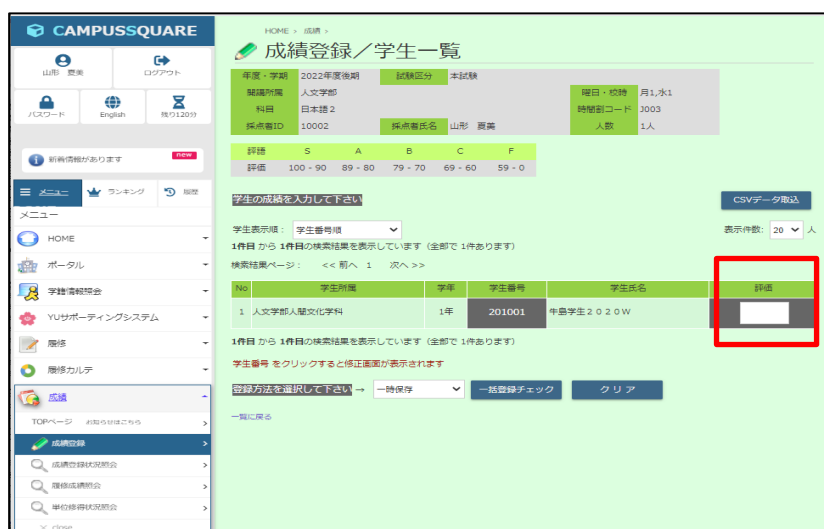 CAMPUSSQUARE
山形 夏美
ログアウト
パスワード
English
残り120分
新着情報があります
new
メニュー
ランキング
履歴
メニュー
HOME
ポータル
学籍情報照会
YUサポーティングシステム
履修
履修カルテ
成績
TOPページ お知らせはこちら
成績登録
成績登録状況照会
履修成績照会
単位修得状況照会
× close
HOME > 成績 >
成績登録／学生一覧
年度・学期 2022年度後期 試験区分 本試験
開講所属 人文学部 曜日・校時 月1,水1
科目 日本語2 時間割コード J003
採点者ID 10002 採点者氏名 山形 夏美 人数 1人
評語 S A B C F
評価 100 - 90 89 - 80 79 - 70 69 - 60 59 - 0
学生の成績を入力して下さい
CSVデータ取込
学生表示順： 学生番号順
表示件数: 20 人
1件目 から 1件目の検索結果を表示しています（全部で 1件あります）
検索結果ページ： << 前へ 1 次へ >>
No 学生所属 学年 学生番号 学生氏名 評価
1 人文学部人間文化学科 1年 201001 牛島学生２０２０Ｗ
1件目 から 1件目の検索結果を表示しています（全部で 1件あります）
学生番号 をクリックすると修正画面が表示されます
登録方法を選択して下さい → 一時保存 一括登録チェック クリア
一覧に戻る